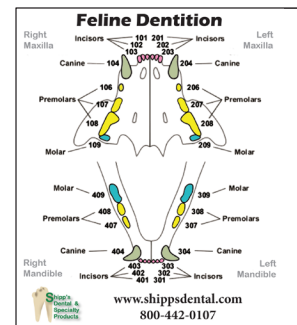 Feline Dentition
Right
Maxilla
Left
Maxilla
Incisors 101 201 Incisors
102 202
103 203
Canine 104 204 Canine
106 206
Premolars 107 207 Premolars
108 208
109 209
Molar Molar
Molar 409 309 Molar
408 308
Premolars 407 307 Premolars
Canine 404 304 Canine
Right
Mandible
Left
Mandible
403 303
Incisors 402 302 Incisors
401 301
Shipp's
Dental &
Specialty
Products
www.shippsdental.com
800-442-0107